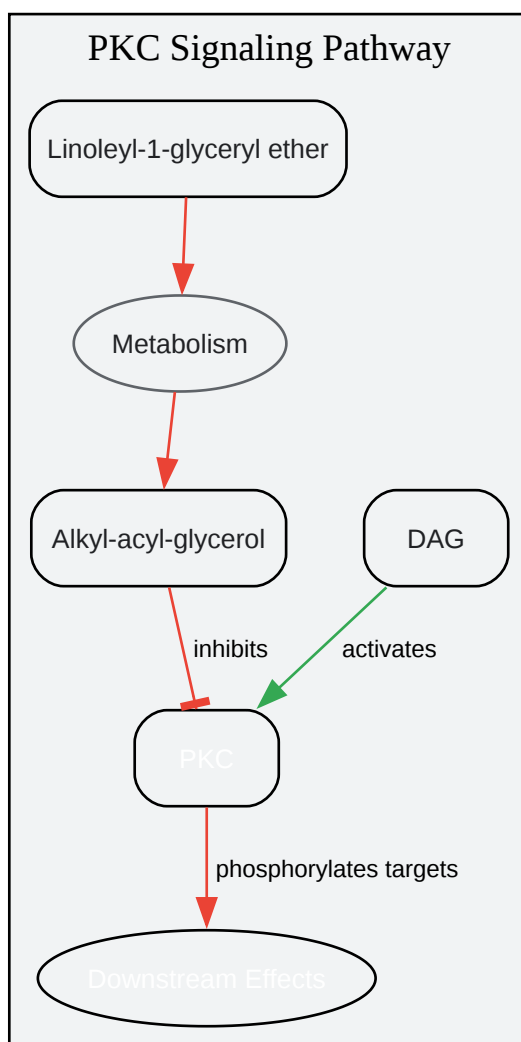 PKC Signaling Pathway
Linoleyl-1-glyceryl ether
Metabolism
Alkyl-acyl-glycerol
DAG
inhibits
activates
PKC
phosphorylates targets
Downstream Effects